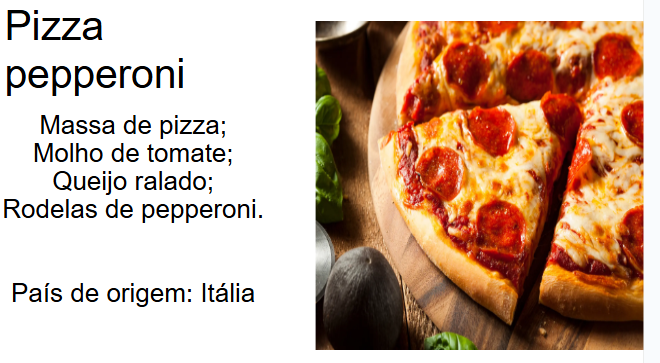 Pizza
pepperoni
Massa de pizza;
Molho de tomate;
Queijo ralado;
Rodelas de pepperoni.
País de origem: Itália